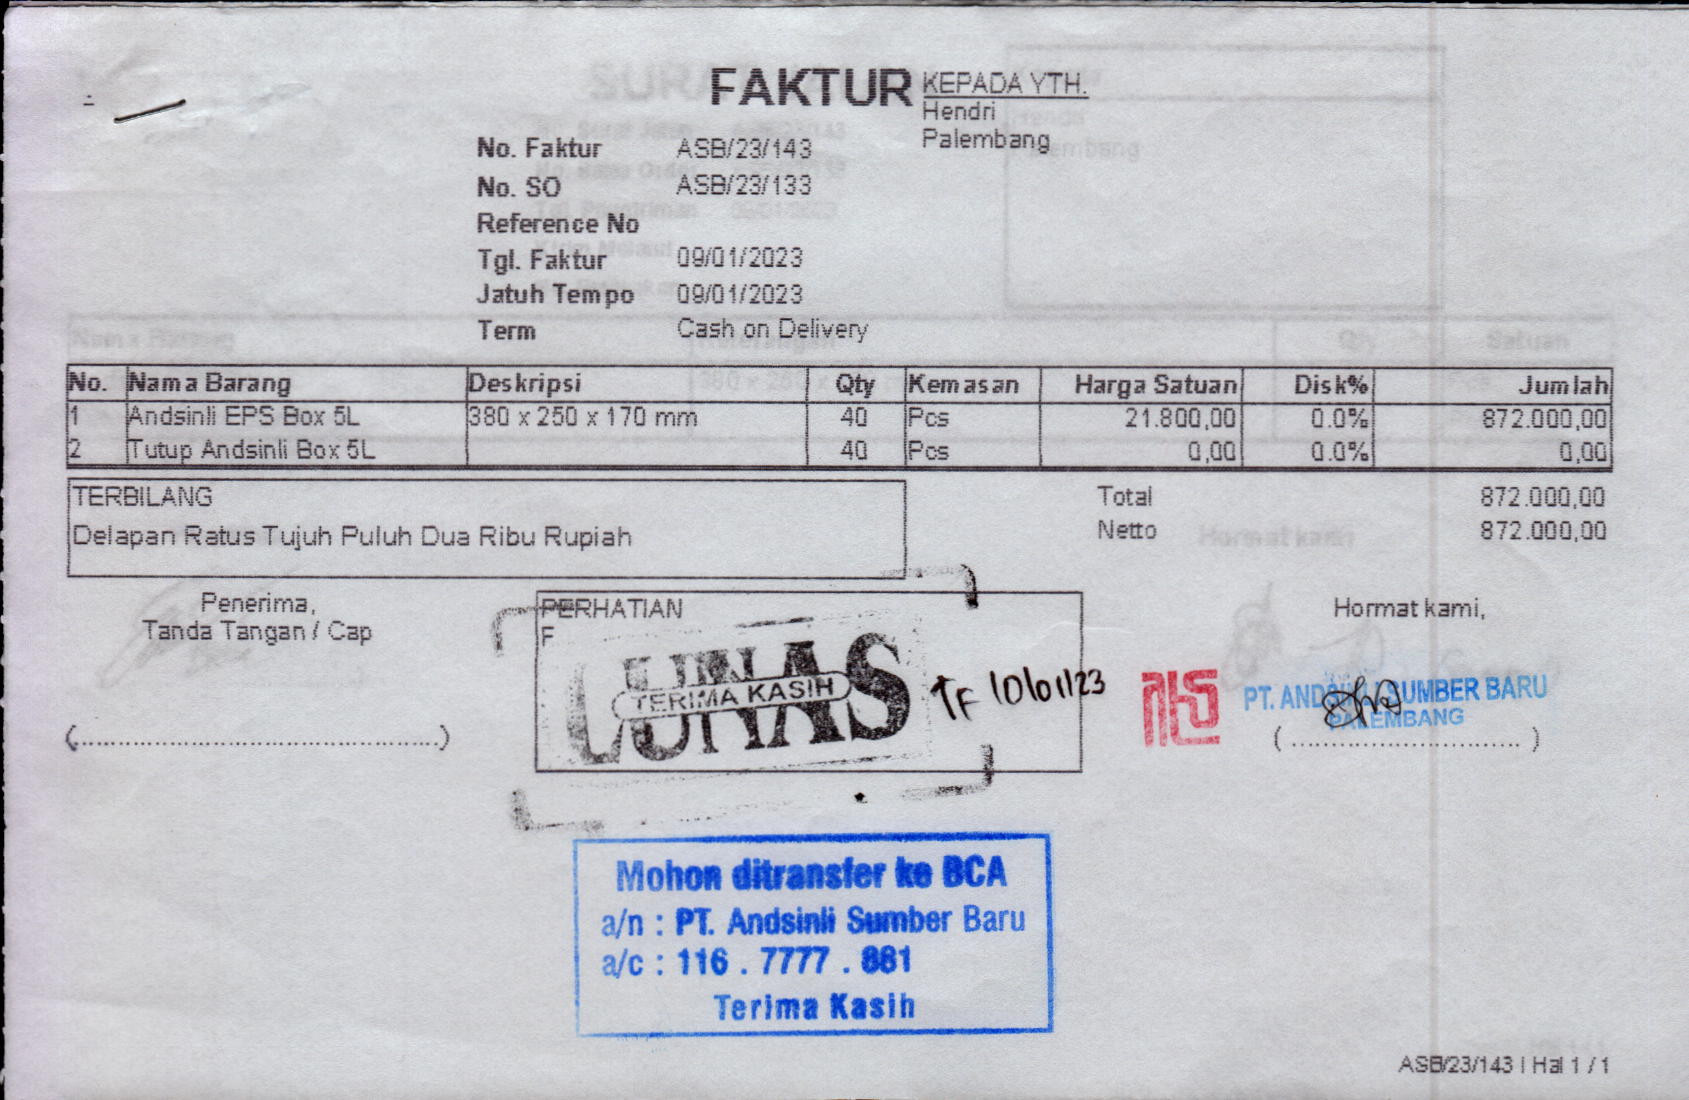 FAKTUR
KEPADA YTH.
Hendri
Palembang
No. Faktur ASB/23/143
No. SO ASB/23/133
Reference No
Tgl. Faktur 09/01/2023
Jatuh Tempo 09/01/2023
Term Cash on Delivery
No. Nama Barang Deskripsi Qty Kemasan Harga Satuan Disk% Jumlah
1 Andsinli EPS Box 5L 380 x 250 x 170 mm 40 Pcs 21.800,00 0.0% 872.000,00
2 Tutup Andsinli Box 5L 40 Pcs 0,00 0.0% 0,00
TERBILANG
Delapan Ratus Tujuh Puluh Dua Ribu Rupiah
Total 872.000,00
Netto 872.000,00
Penerima,
Tanda Tangan / Cap
(............................................)
PERHATIAN
F
LUNAS
TERIMA KASIH
TF 10/01/23
Hormat kami,
PT. ANDSINLI SUMBER BARU
PALEMBANG
(............................)
Mohon ditransfer ke BCA
a/n : PT. Andsinli Sumber Baru
a/c : 116 . 7777 . 881
Terima Kasih
ASB/23/143 | Hal 1 / 1